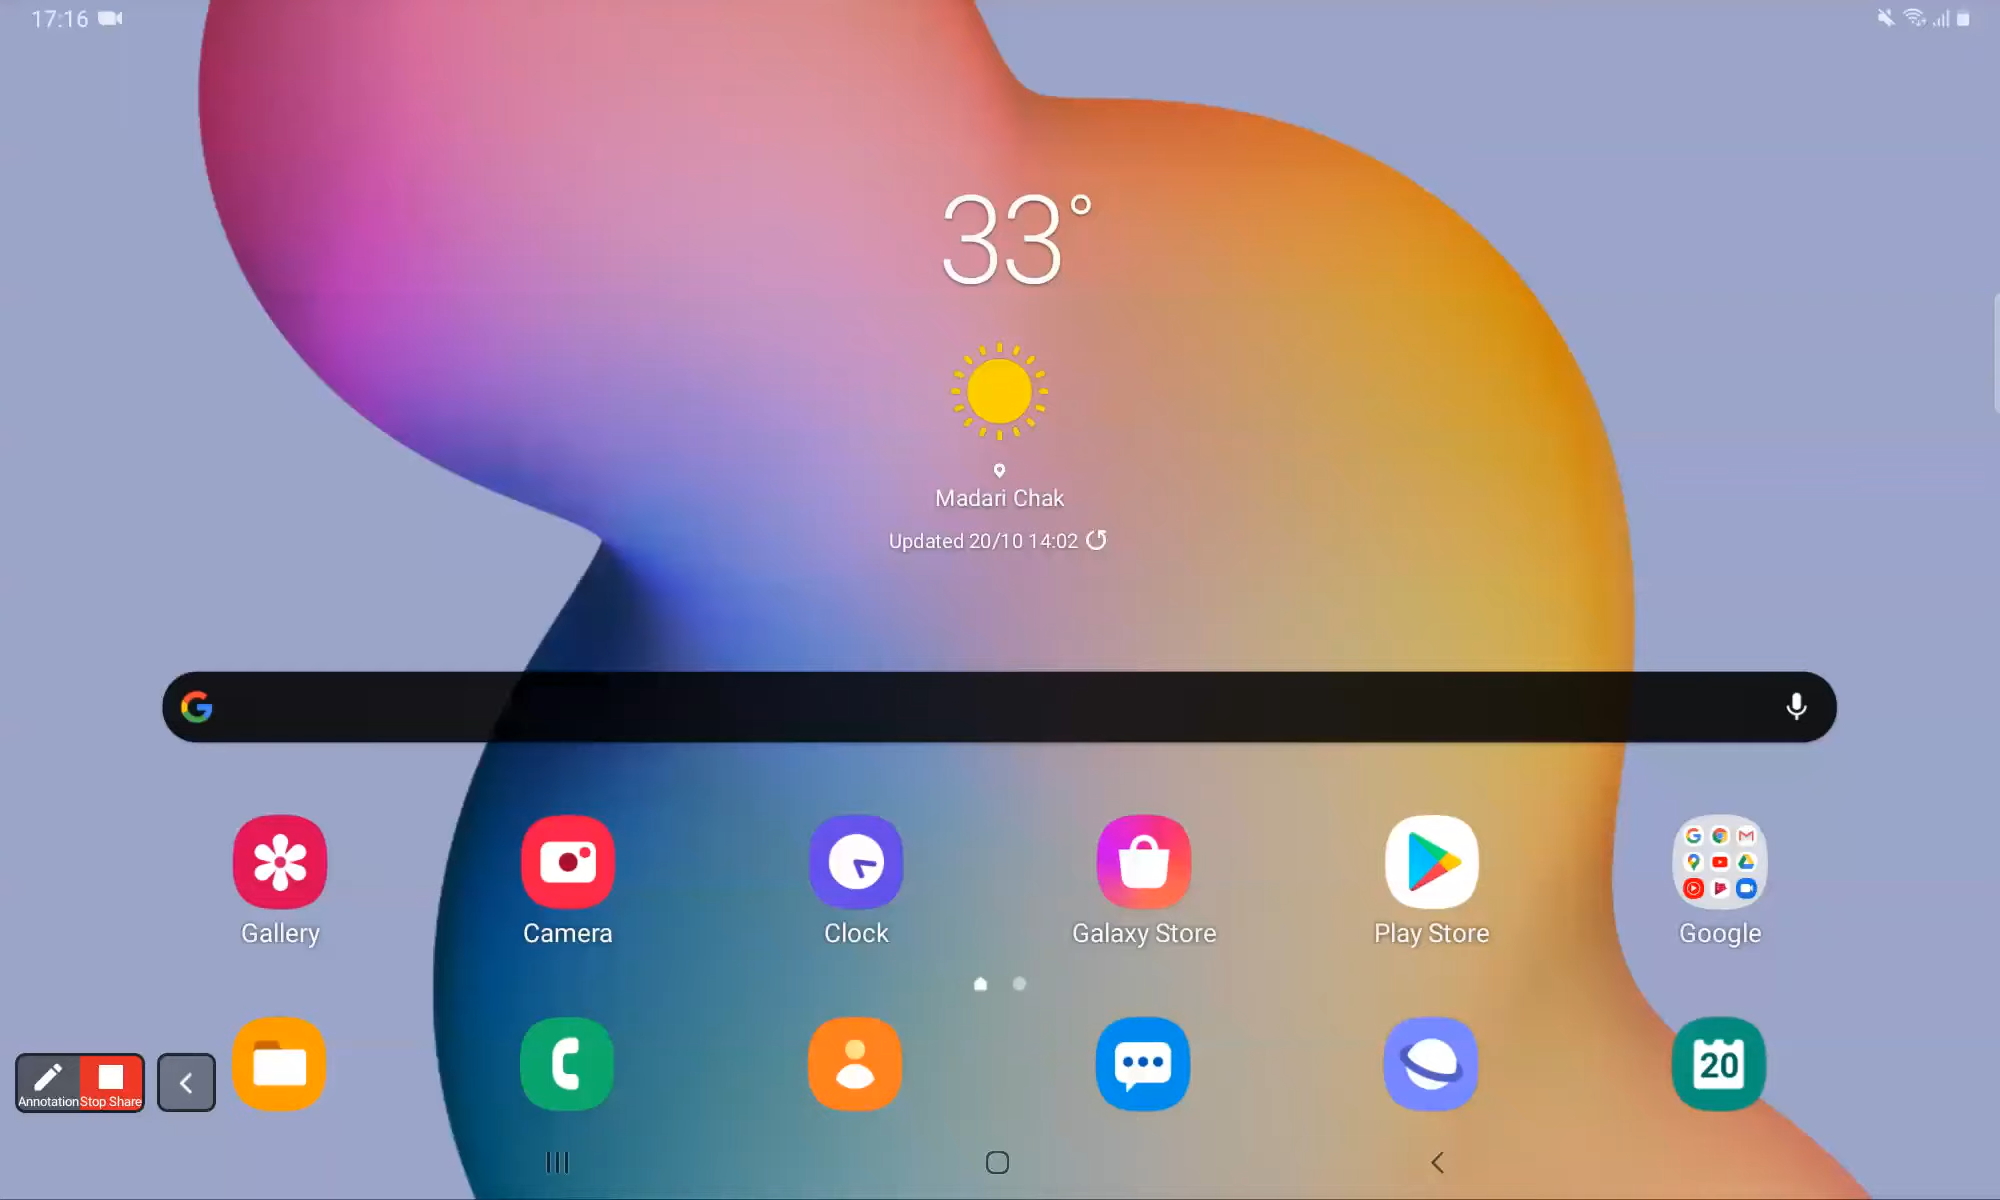 17:16
33°
Madari Chak
Updated 20/10 14:02
Gallery
Camera
Clock
Galaxy Store
Play Store
Google
20
Annotation
Stop Share